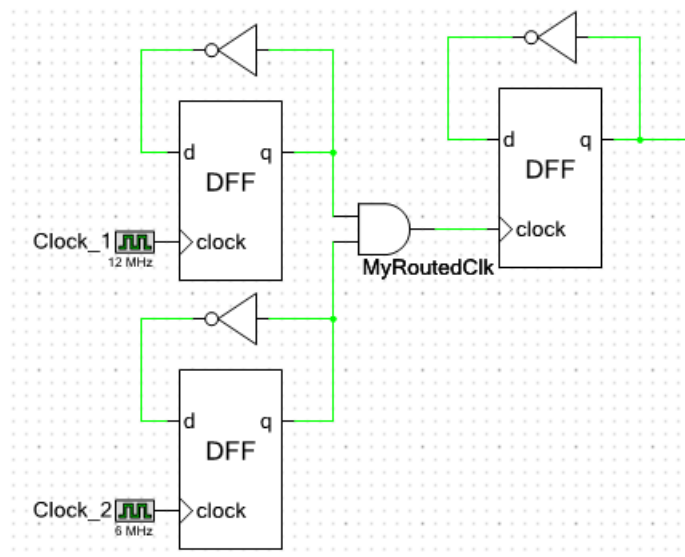 d
q
DFF
Clock_1
12 MHz
clock
d
q
DFF
clock
MyRoutedClk
d
q
DFF
Clock_2
6 MHz
clock